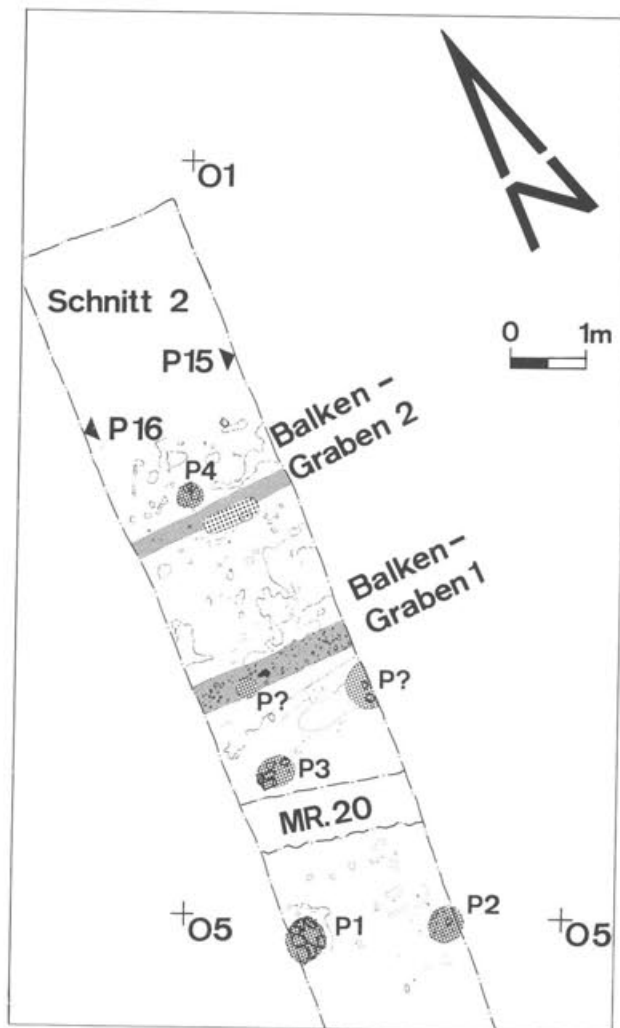 O1
Schnitt 2
P15
P16
Balken-
Graben 2
P4
0 1m
Balken-
Graben 1
P?
P?
P3
MR.20
O5
P1
P2
O5